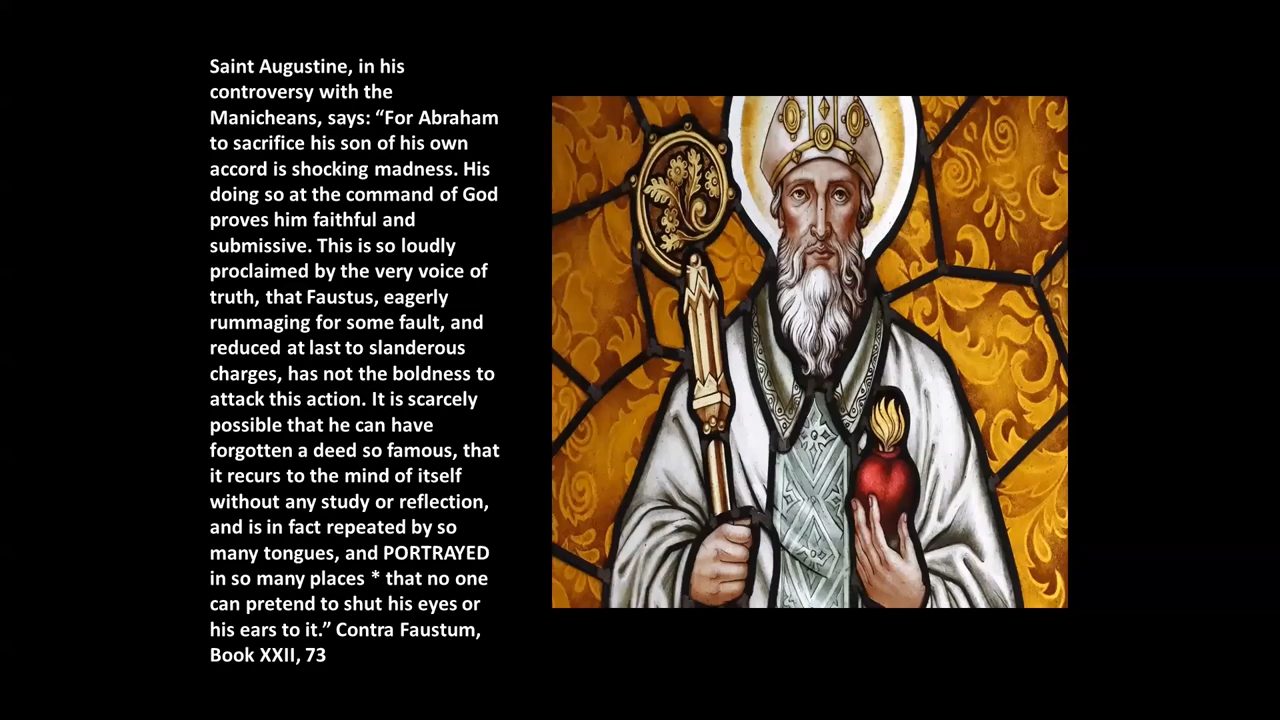 Saint Augustine, in his
controversy with the
Manicheans, says: “For Abraham
to sacrifice his son of his own
accord is shocking madness. His
doing so at the command of God
proves him faithful and
submissive. This is so loudly
proclaimed by the very voice of
truth, that Faustus, eagerly
rummaging for some fault, and
reduced at last to slanderous
charges, has not the boldness to
attack this action. It is scarcely
possible that he can have
forgotten a deed so famous, that
it recurs to the mind of itself
without any study or reflection,
and is in fact repeated by so
many tongues, and PORTRAYED
in so many places * that no one
can pretend to shut his eyes or
his ears to it.” Contra Faustum,
Book XXII, 73